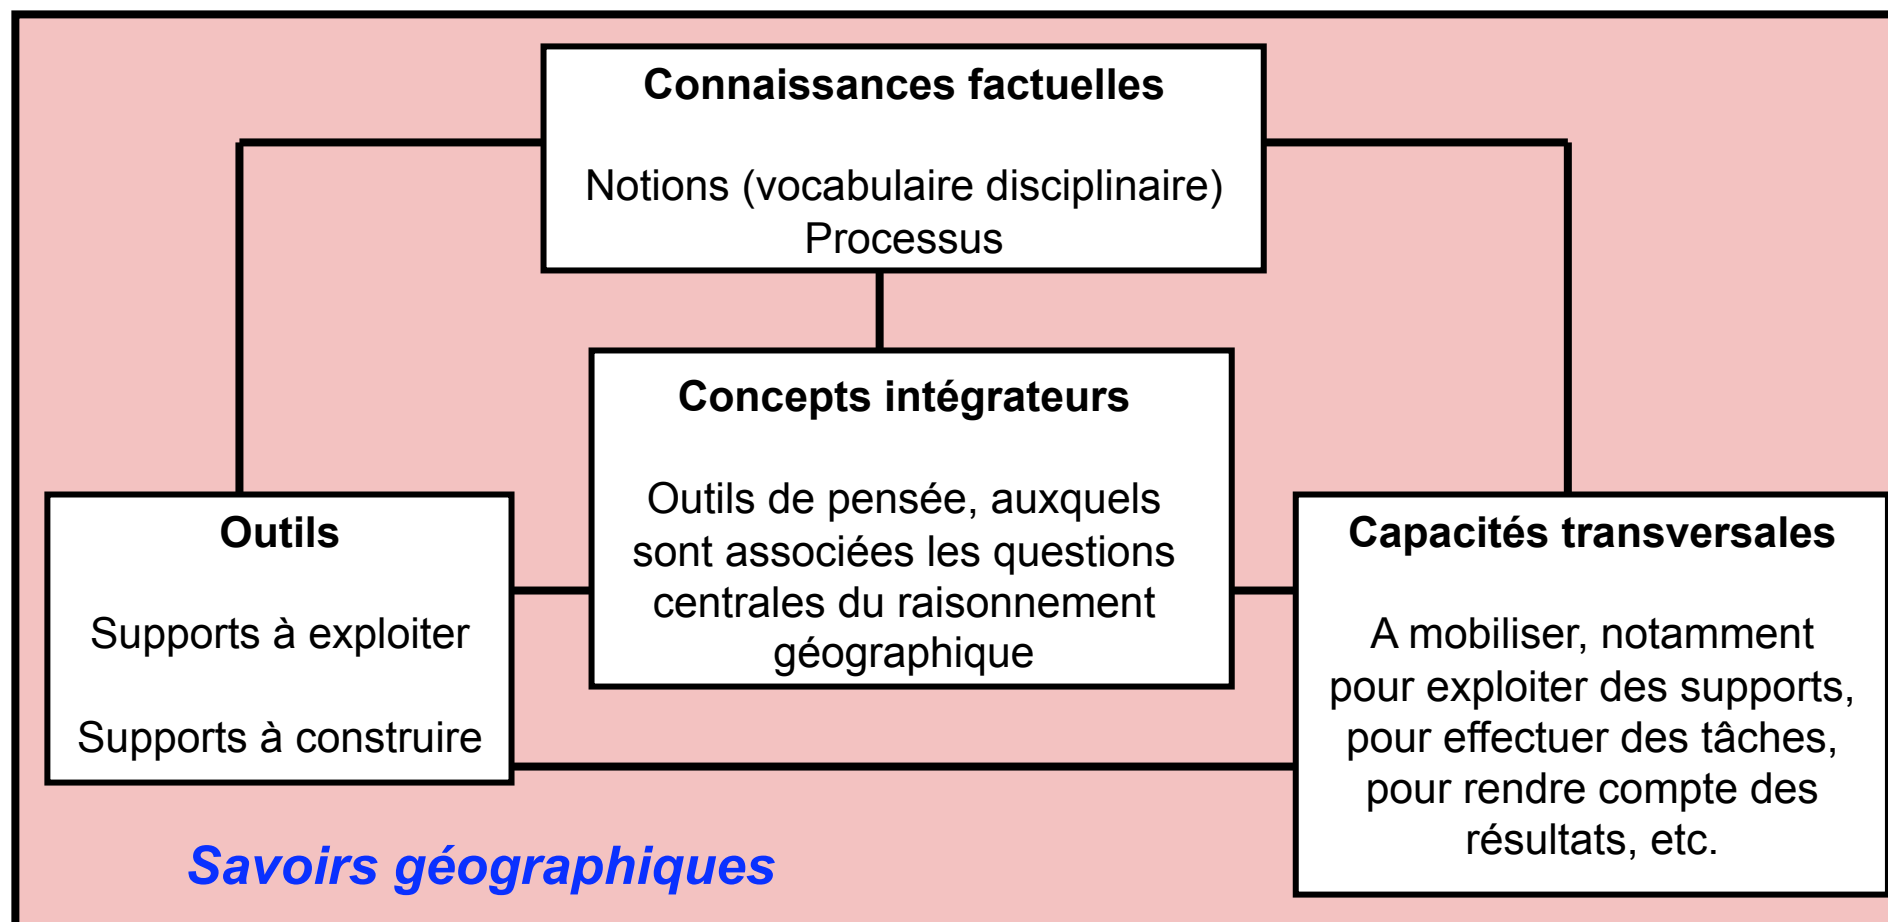 Connaissances factuelles
Notions (vocabulaire disciplinaire)
Processus
Concepts intégrateurs
Outils de pensée, auxquels
sont associées les questions
centrales du raisonnement
géographique
Outils
Supports à exploiter
Supports à construire
Capacités transversales
A mobiliser, notamment
pour exploiter des supports,
pour effectuer des tâches,
pour rendre compte des
résultats, etc.
Savoirs géographiques